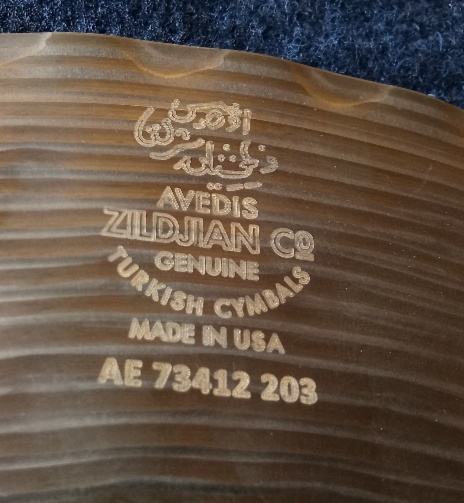 AVEDIS
ZILDJIAN Co
GENUINE
TURKISH CYMBALS
MADE IN USA
AE 73412 203